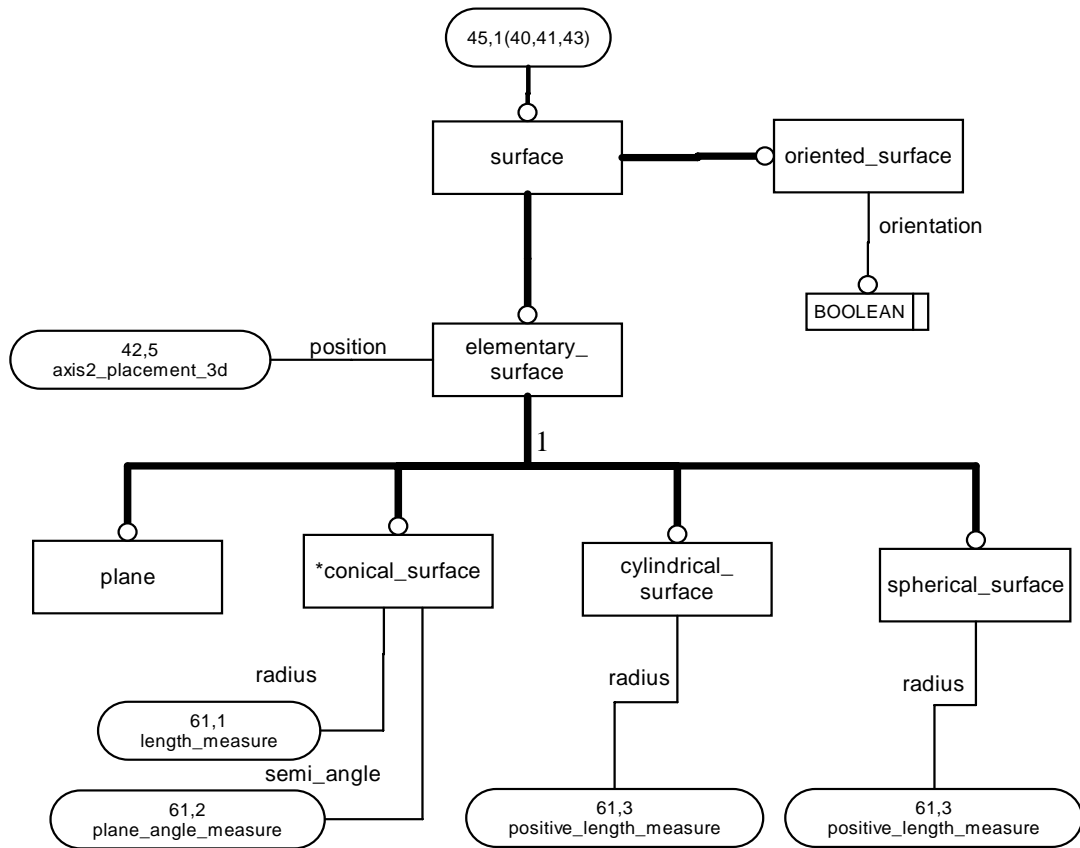 45,1(40,41,43)
surface
oriented_surface
orientation
BOOLEAN
42,5
axis2_placement_3d
position
elementary_
surface
1
plane
*conical_surface
cylindrical_
surface
spherical_surface
radius
radius
radius
61,1
length_measure
semi_angle
61,2
plane_angle_measure
61,3
positive_length_measure
61,3
positive_length_measure